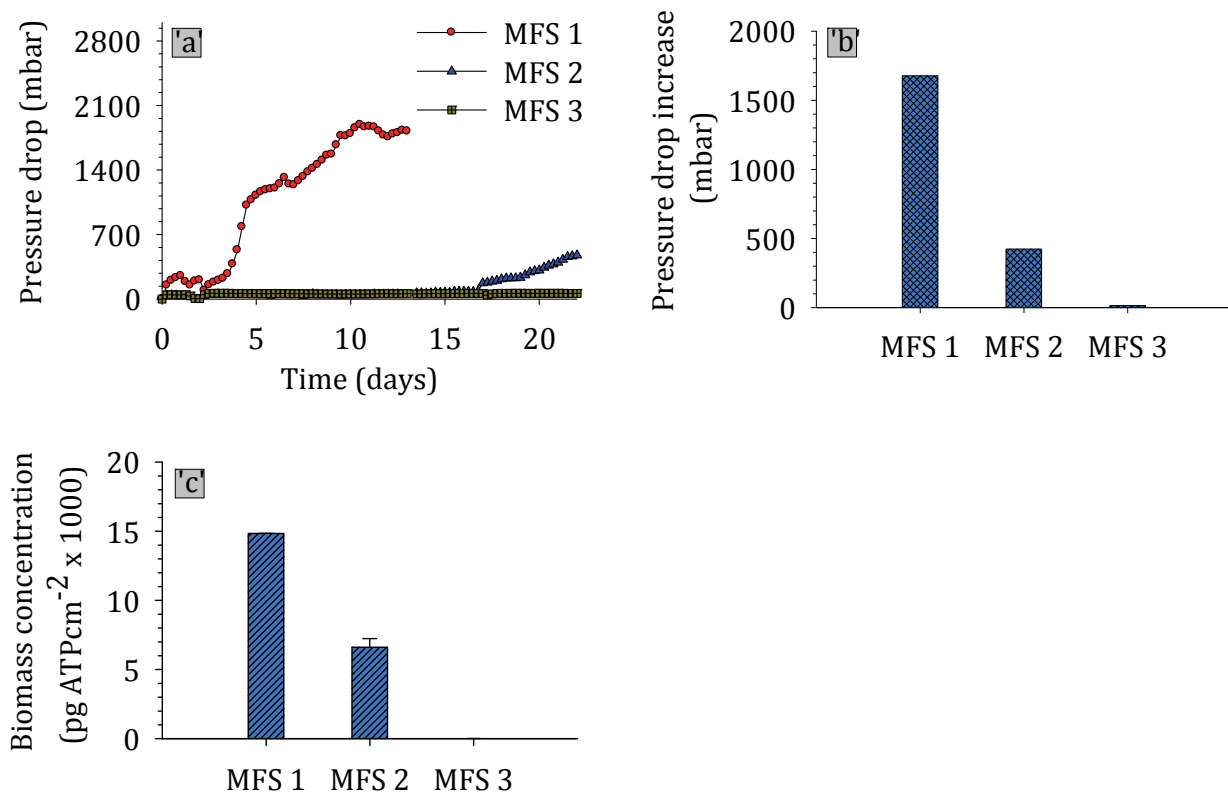 'a'
MFS 1
MFS 2
MFS 3
Pressure drop (mbar)
2800
2100
1400
700
0
0 5 10 15 20
Time (days)
'b'
Pressure drop increase
(mbar)
2000
1500
1000
500
0
MFS 1 MFS 2 MFS 3
'c'
Biomass concentration
(pg ATPcm⁻² x 1000)
20
15
10
5
0
MFS 1 MFS 2 MFS 3